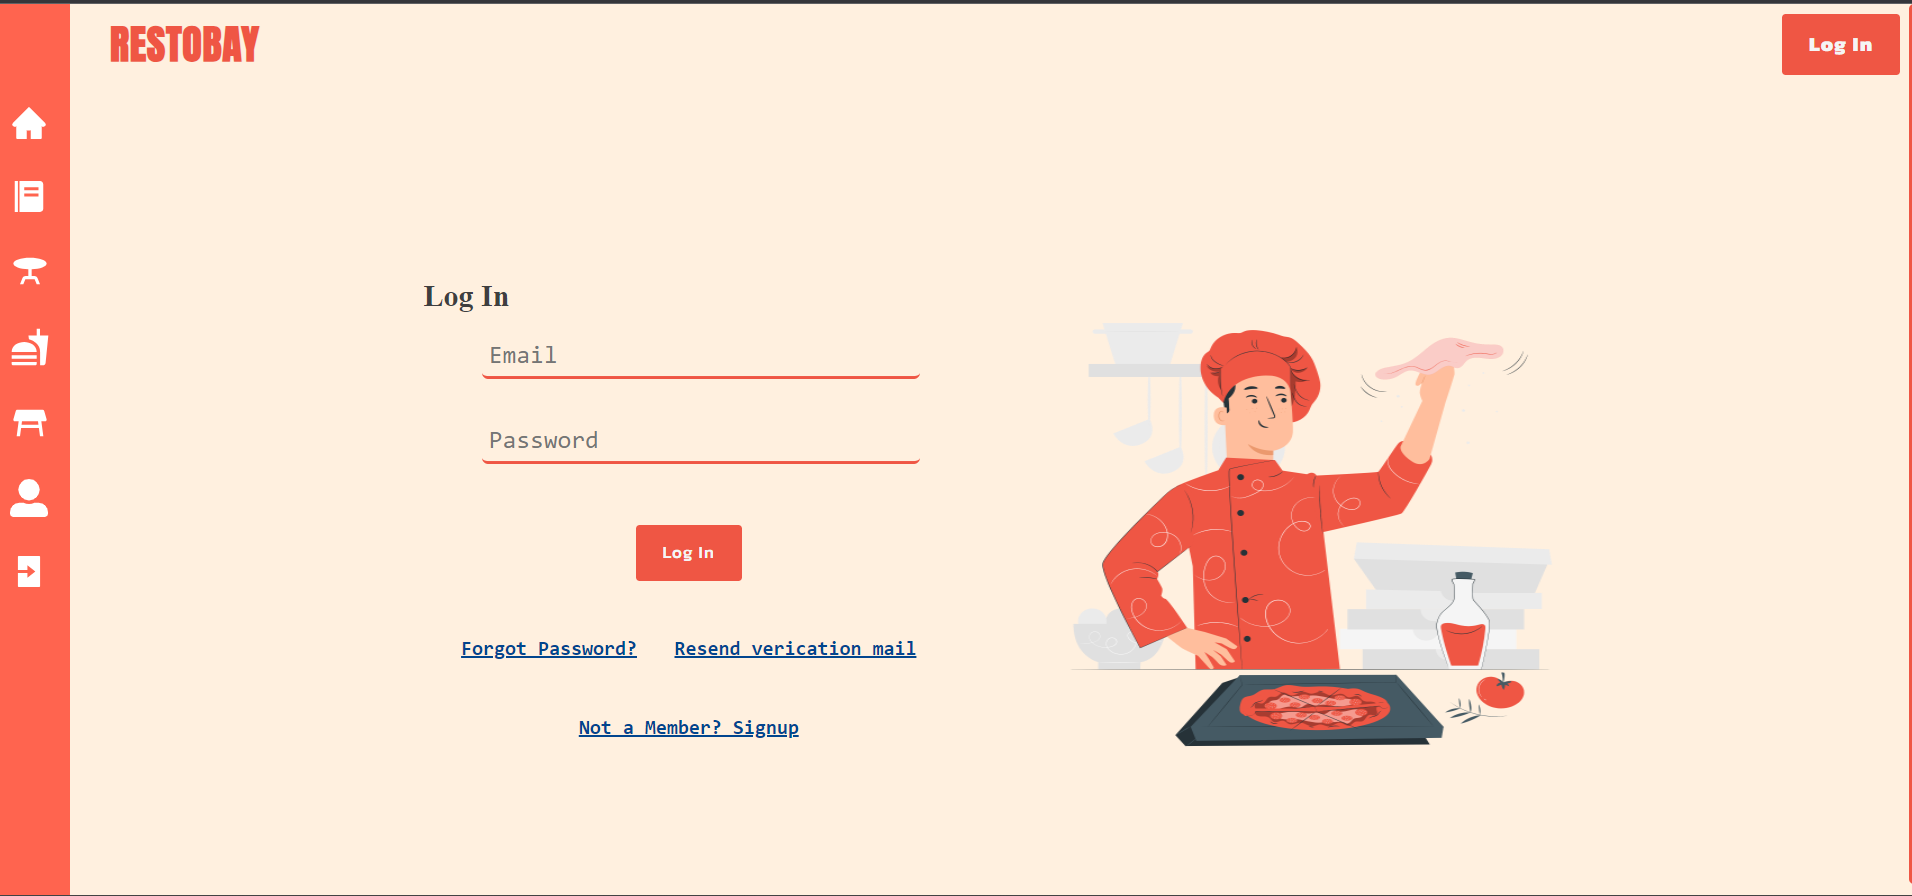 RESTOBAY
Log In
Log In
Email
Password
Log In
Forgot Password? Resend verication mail
Not a Member? Signup